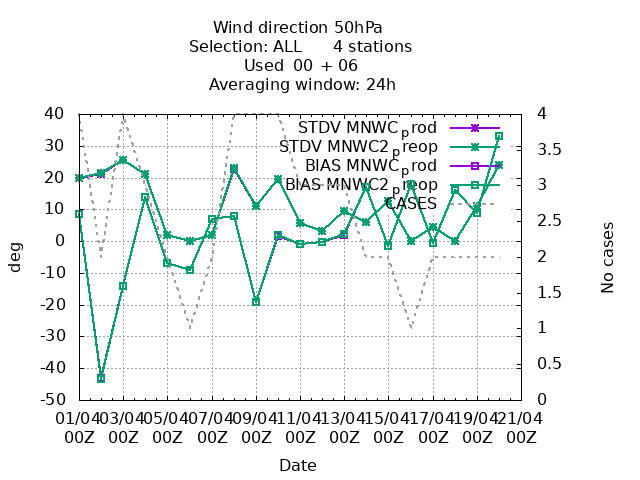 Wind direction 50hPa
Selection: ALL 4 stations
Used 00 + 06
Averaging window: 24h
40
30
20
10
0
-10
-20
-30
-40
-50
deg
STDV MNWC_prod
STDV MNWC2_preop
BIAS MNWC_prod
BIAS MNWC2_preop
CASES
4
3.5
3
2.5
2
1.5
1
0.5
0
No cases
01/04 03/04 05/04 07/04 09/04 11/04 13/04 15/04 17/04 19/04 21/04
00Z 00Z 00Z 00Z 00Z 00Z 00Z 00Z 00Z 00Z 00Z
Date